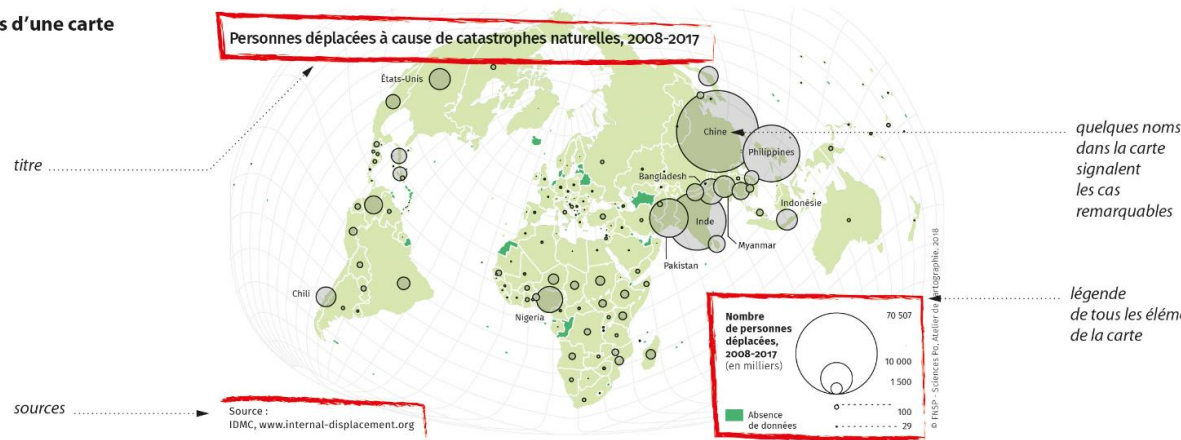 s d'une carte
Personnes déplacées à cause de catastrophes naturelles, 2008-2017
titre
États-Unis
Chine
Philippines
Bangladesh
Inde
Indonésie
Myanmar
Pakistan
Chili
Nigeria
quelques noms
dans la carte
signalent
les cas
remarquables
légende
de tous les éléme
de la carte
Nombre
de personnes
déplacées,
2008-2017
(en milliers)
70 507
10 000
1 500
100
29
Absence
de données
sources
Source :
IDMC, www.internal-displacement.org
© FNSP - Sciences Po, Atelier de cartographie, 2018